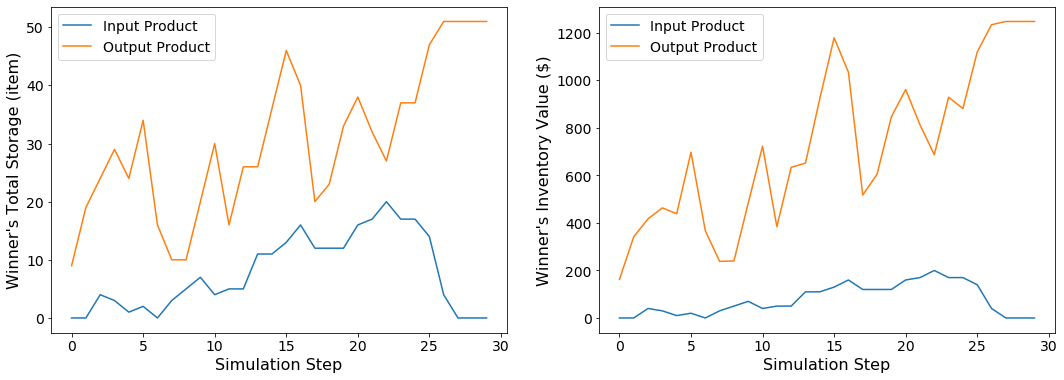 Winner's Total Storage (item)
50
40
30
20
10
0
Input Product
Output Product
0 5 10 15 20 25 30
Simulation Step
Winner's Inventory Value ($)
1200
1000
800
600
400
200
0
Input Product
Output Product
0 5 10 15 20 25 30
Simulation Step